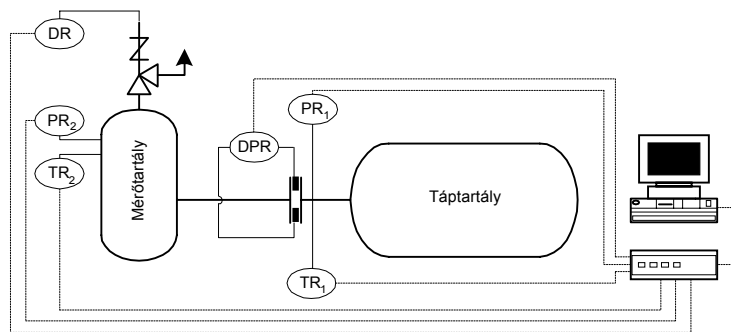 DR
PR₂
TR₂
Mérőtartály
DPR
PR₁
TR₁
Táptartály